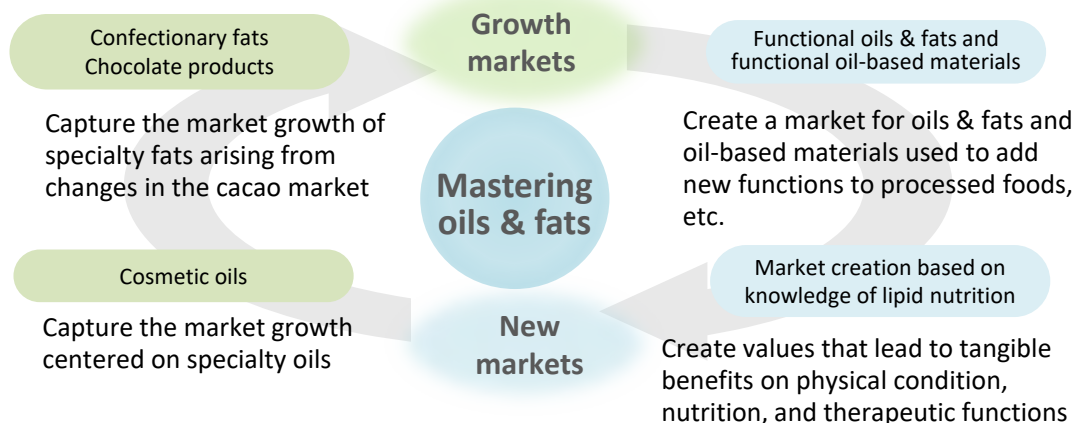 Growth
markets
Confectionary fats
Chocolate products
Capture the market growth of
specialty fats arising from
changes in the cacao market
Cosmetic oils
Capture the market growth
centered on specialty oils
Mastering
oils & fats
Functional oils & fats and
functional oil-based materials
Create a market for oils & fats and
oil-based materials used to add
new functions to processed foods,
etc.
Market creation based on
knowledge of lipid nutrition
Create values that lead to tangible
benefits on physical condition,
nutrition, and therapeutic functions
New
markets